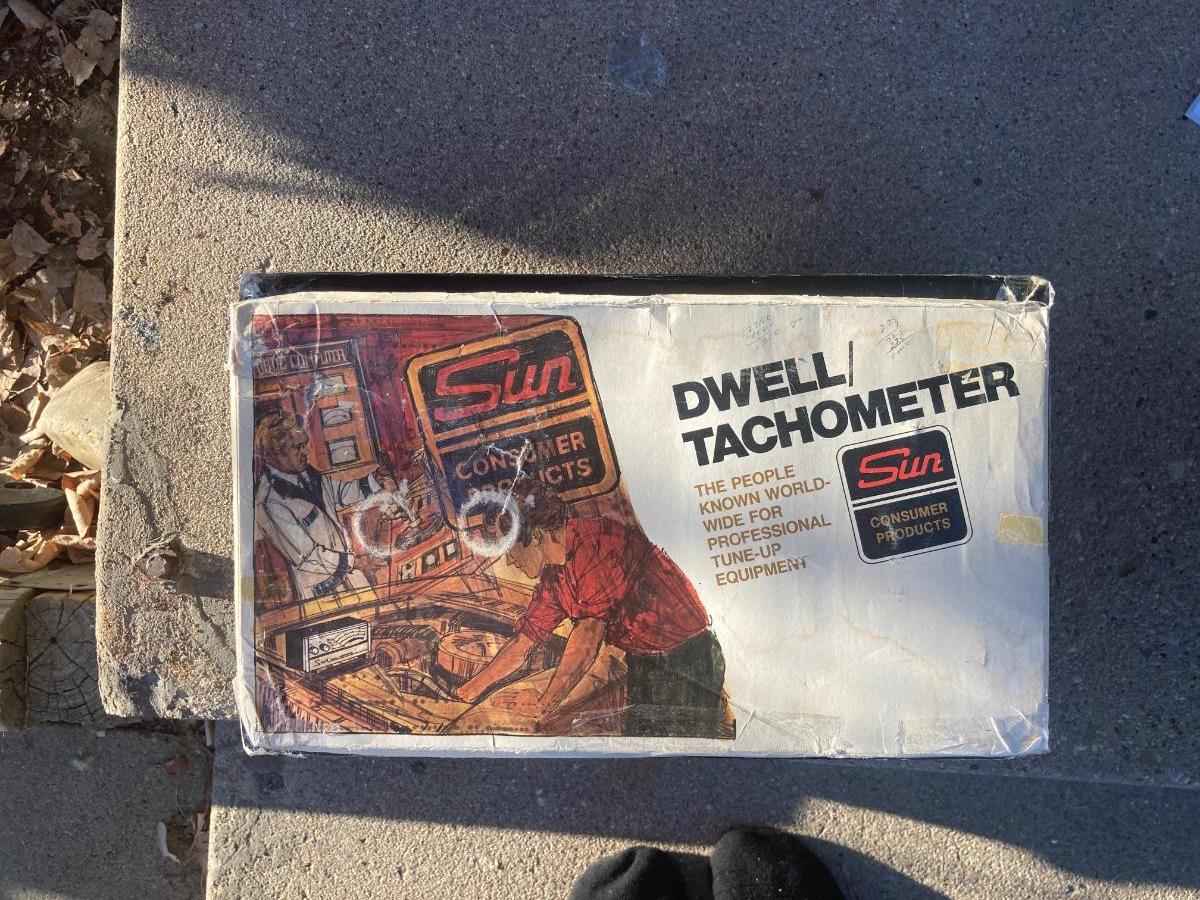 Sun
CONSUMER
PRODUCTS
DWELL/
TACHOMETER
THE PEOPLE
KNOWN WORLD-
WIDE FOR
PROFESSIONAL
TUNE-UP
EQUIPMENT
Sun
CONSUMER
PRODUCTS